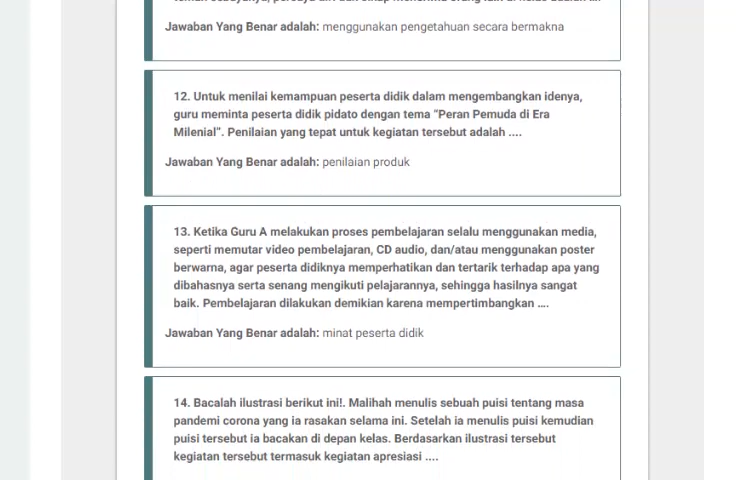 Jawaban Yang Benar adalah: menggunakan pengetahuan secara bermakna
12. Untuk menilai kemampuan peserta didik dalam mengembangkan idenya,
guru meminta peserta didik pidato dengan tema "Peran Pemuda di Era
Milenial". Penilaian yang tepat untuk kegiatan tersebut adalah ....
Jawaban Yang Benar adalah: penilaian produk
13. Ketika Guru A melakukan proses pembelajaran selalu menggunakan media,
seperti memutar video pembelajaran, CD audio, dan/atau menggunakan poster
berwarna, agar peserta didiknya memperhatikan dan tertarik terhadap apa yang
dibahasnya serta senang mengikuti pelajarannya, sehingga hasilnya sangat
baik. Pembelajaran dilakukan demikian karena mempertimbangkan ....
Jawaban Yang Benar adalah: minat peserta didik
14. Bacalah ilustrasi berikut ini!. Malihah menulis sebuah puisi tentang masa
pandemi corona yang ia rasakan selama ini. Setelah ia menulis puisi kemudian
puisi tersebut ia bacakan di depan kelas. Berdasarkan ilustrasi tersebut
kegiatan tersebut termasuk kegiatan apresiasi ....